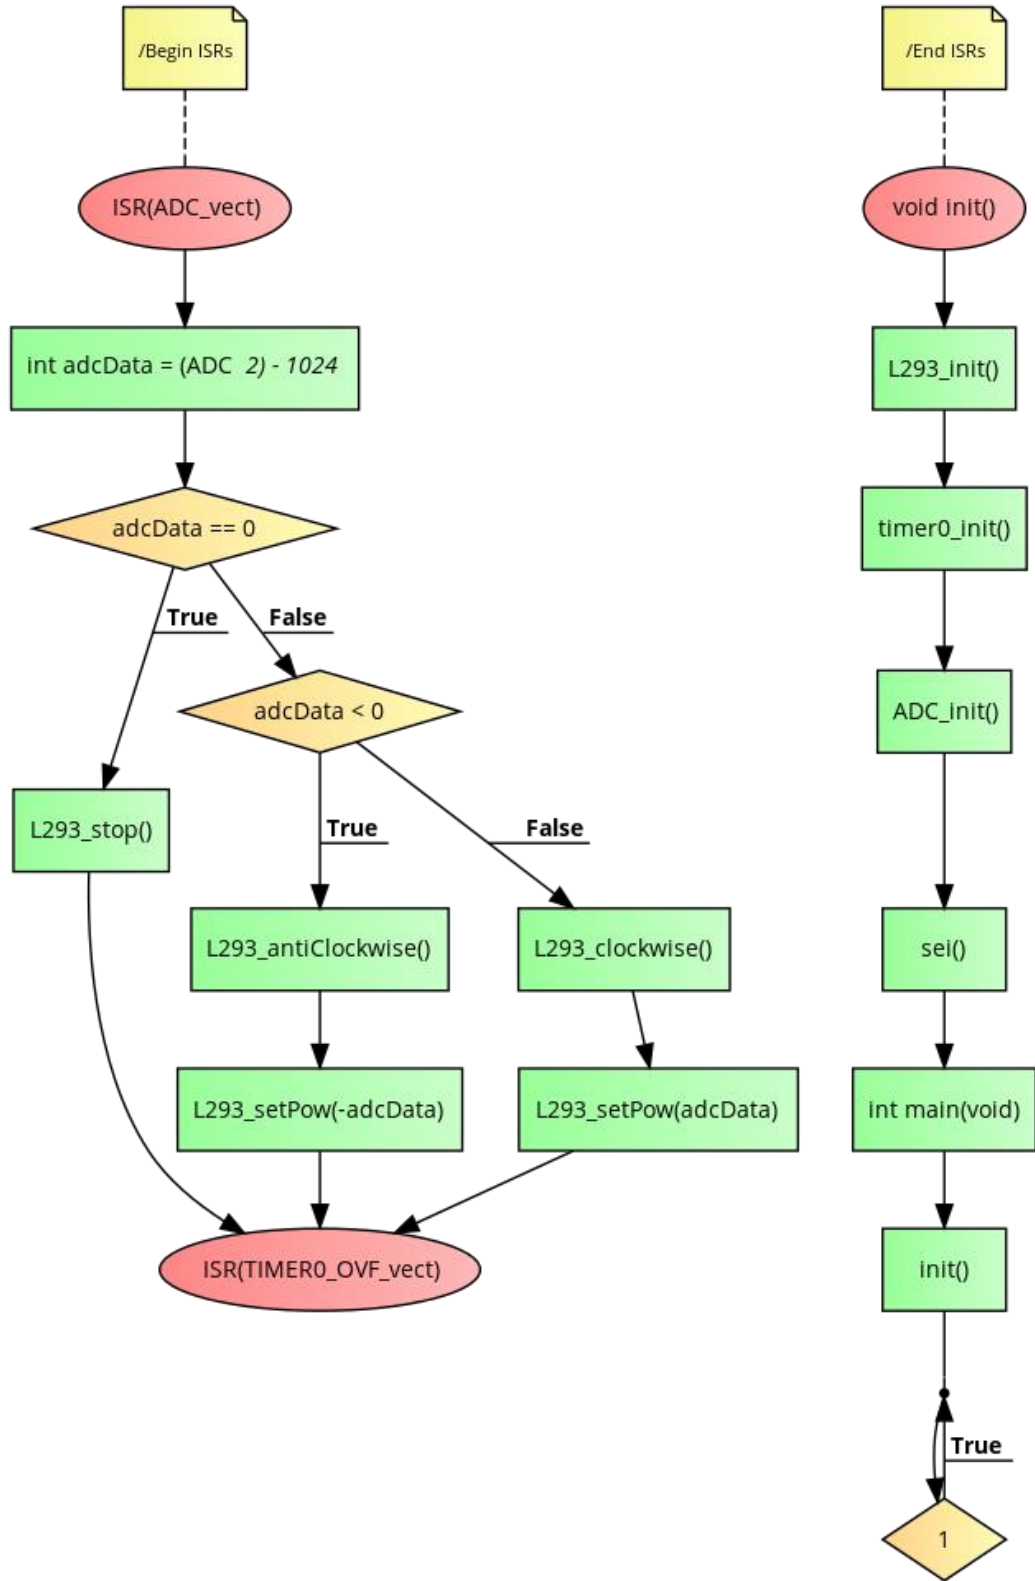 /Begin ISRs
ISR(ADC_vect)
int adcData = (ADC  2) - 1024
adcData == 0
True
False
adcData < 0
L293_stop()
True
False
L293_antiClockwise()
L293_clockwise()
L293_setPow(-adcData)
L293_setPow(adcData)
ISR(TIMER0_OVF_vect)
/End ISRs
void init()
L293_init()
timer0_init()
ADC_init()
sei()
int main(void)
init()
True
1